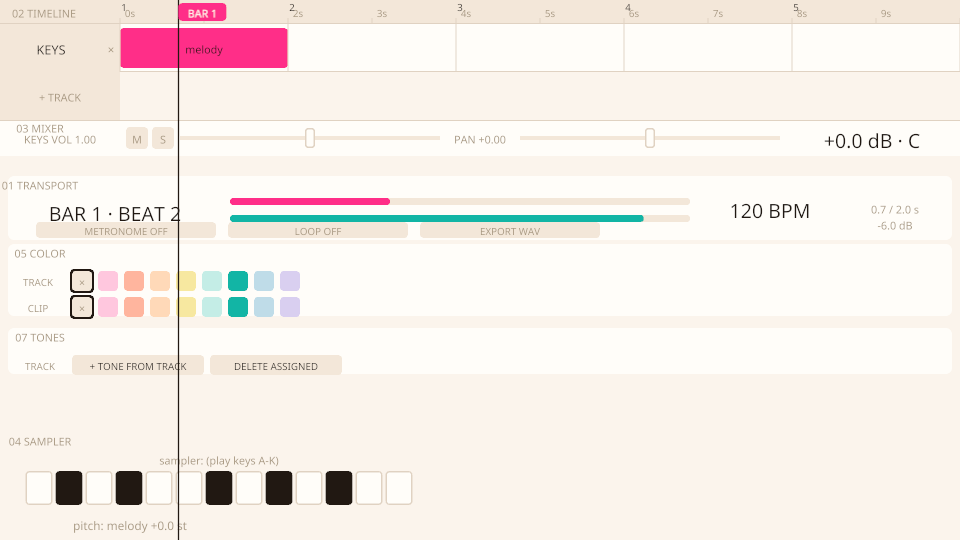 1 2 3 4 5
02 TIMELINE 0s BAR 1 2s 3s 5s 6s 7s 8s 9s
KEYS × melody
+ TRACK
03 MIXER
KEYS VOL 1.00 M S PAN +0.00 +0.0 dB · C
01 TRANSPORT
BAR 1 · BEAT 2 120 BPM 0.7 / 2.0 s
-6.0 dB
METRONOME OFF LOOP OFF EXPORT WAV
05 COLOR
TRACK ×
CLIP ×
07 TONES
TRACK + TONE FROM TRACK DELETE ASSIGNED
04 SAMPLER
sampler: (play keys A-K)
pitch: melody +0.0 st